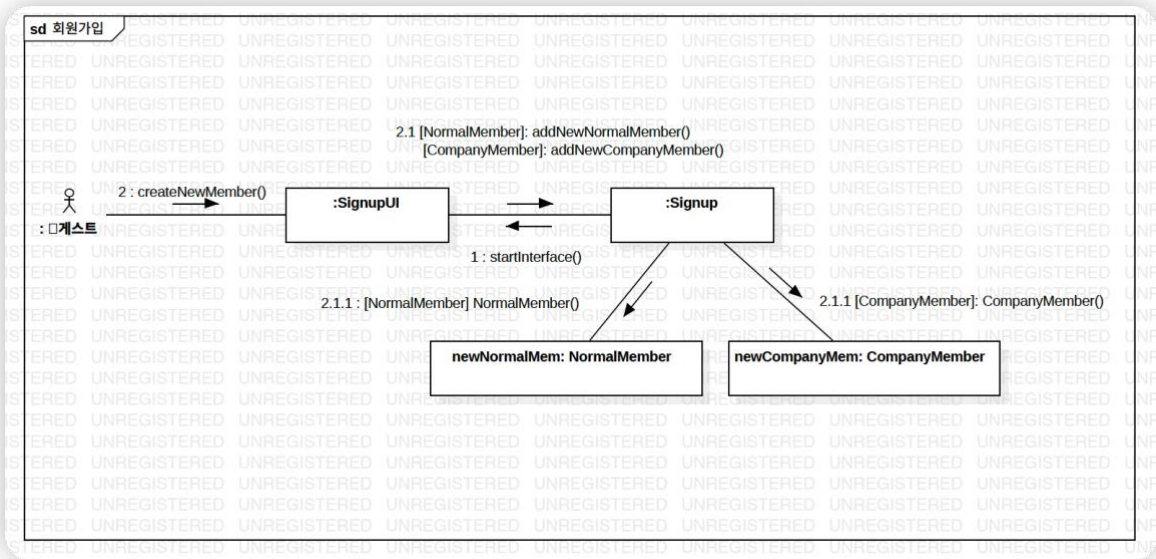 sd 회원가입
2.1 [NormalMember]: addNewNormalMember()
[CompanyMember]: addNewCompanyMember()
2 : createNewMember()
:SignupUI
:Signup
: 게스트
1 : startInterface()
2.1.1 : [NormalMember] NormalMember()
2.1.1 [CompanyMember]: CompanyMember()
newNormalMem: NormalMember
newCompanyMem: CompanyMember
UNREGISTERED